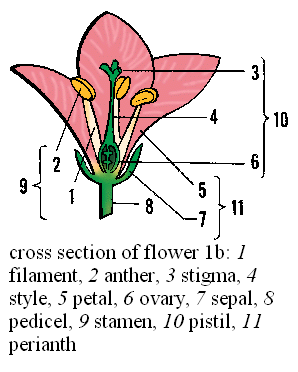 3
4
10
2
6
9
1
5
11
8
7
cross section of flower 1b: 1
filament, 2 anther, 3 stigma, 4
style, 5 petal, 6 ovary, 7 sepal, 8
pedicel, 9 stamen, 10 pistil, 11
perianth